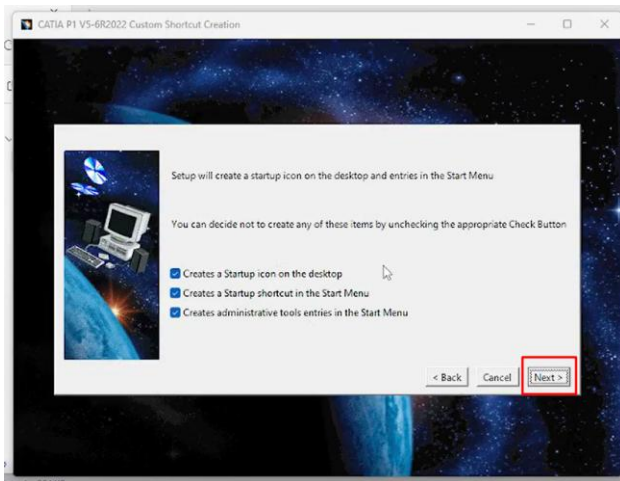 CATIA P1 V5-6R2022 Custom Shortcut Creation
Setup will create a startup icon on the desktop and entries in the Start Menu
You can decide not to create any of these items by unchecking the appropriate Check Button
Creates a Startup icon on the desktop
Creates a Startup shortcut in the Start Menu
Creates administrative tools entries in the Start Menu
< Back Cancel Next >